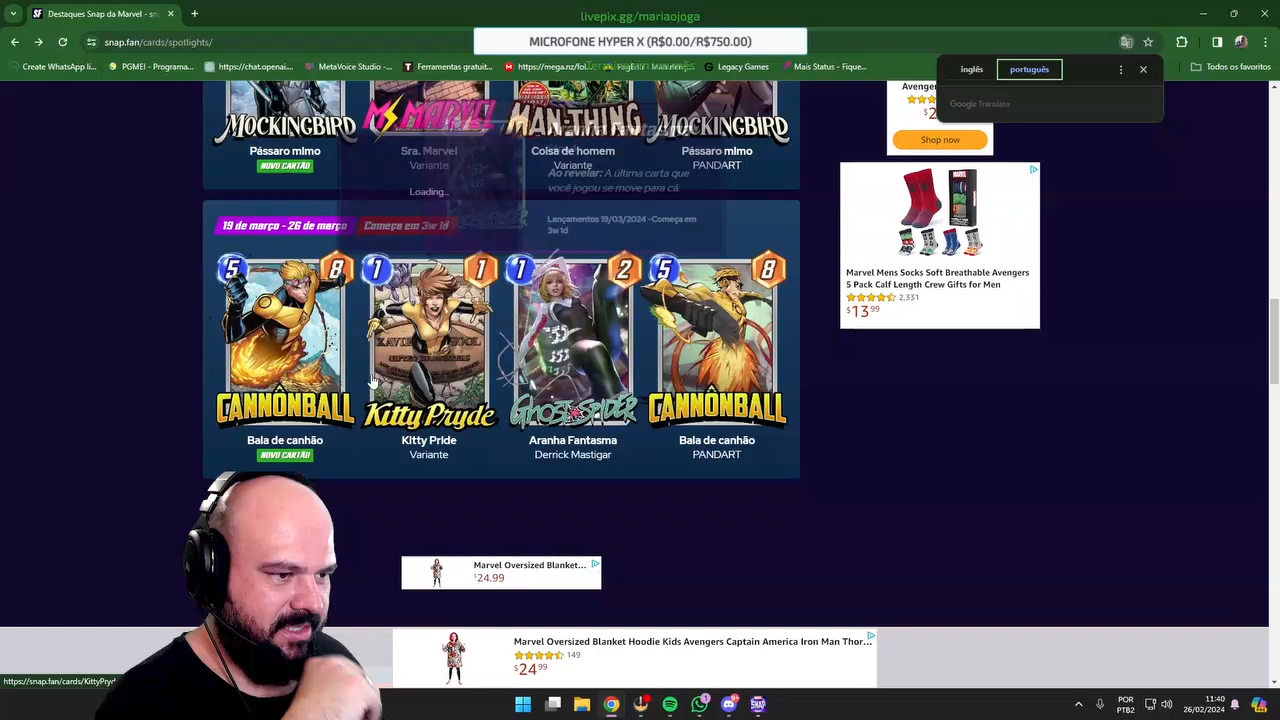 livepix.gg/mariaojoga
Destaques Snap da Marvel - Snap.f
snap.fan/cards/spotlights/
MICROFONE HYPER X (R$0.00/R$750.00)
Create WhatsApp li...
PGMEI - Programa...
https://chat.openai...
MetaVoice Studio -...
Ferramentas gratuit...
https://mega.nz/fol...
Legacy Games
Mais Status - Fique...
Todos os favoritos
inglês
português
Google Translate
MOCKINGBIRD
MS. MARVEL
MAN-THING
MOCKINGBIRD
Pássaro mimo
Sra. Marvel
Coisa de homem
Pássaro mimo
NOVO CARTÃO
Variante
Variante
PANDART
Loading...
Ao revelar: A última carta que
você jogou se move para cá.
Lançamentos 19/03/2024 -Começa em
3w 1d
19 de março - 26 de março
Começa em 3w 1d
5 8
1 1
1 2
5 8
CANNONBALL
Kitty Pryde
GHOST SPIDER
CANNONBALL
Bala de canhão
Kitty Pride
Aranha Fantasma
Bala de canhão
NOVO CARTÃO
Variante
Derrick Mastigar
PANDART
Shop now
Marvel Mens Socks Soft Breathable Avengers
5 Pack Calf Length Crew Gifts for Men
2,331
$13 99
Marvel Oversized Blanket...
$24.99
Marvel Oversized Blanket Hoodie Kids Avengers Captain America Iron Man Thor...
149
$24 99
https://snap.fan/cards/KittyPryd
POR
PTB2
11:40
26/02/2024